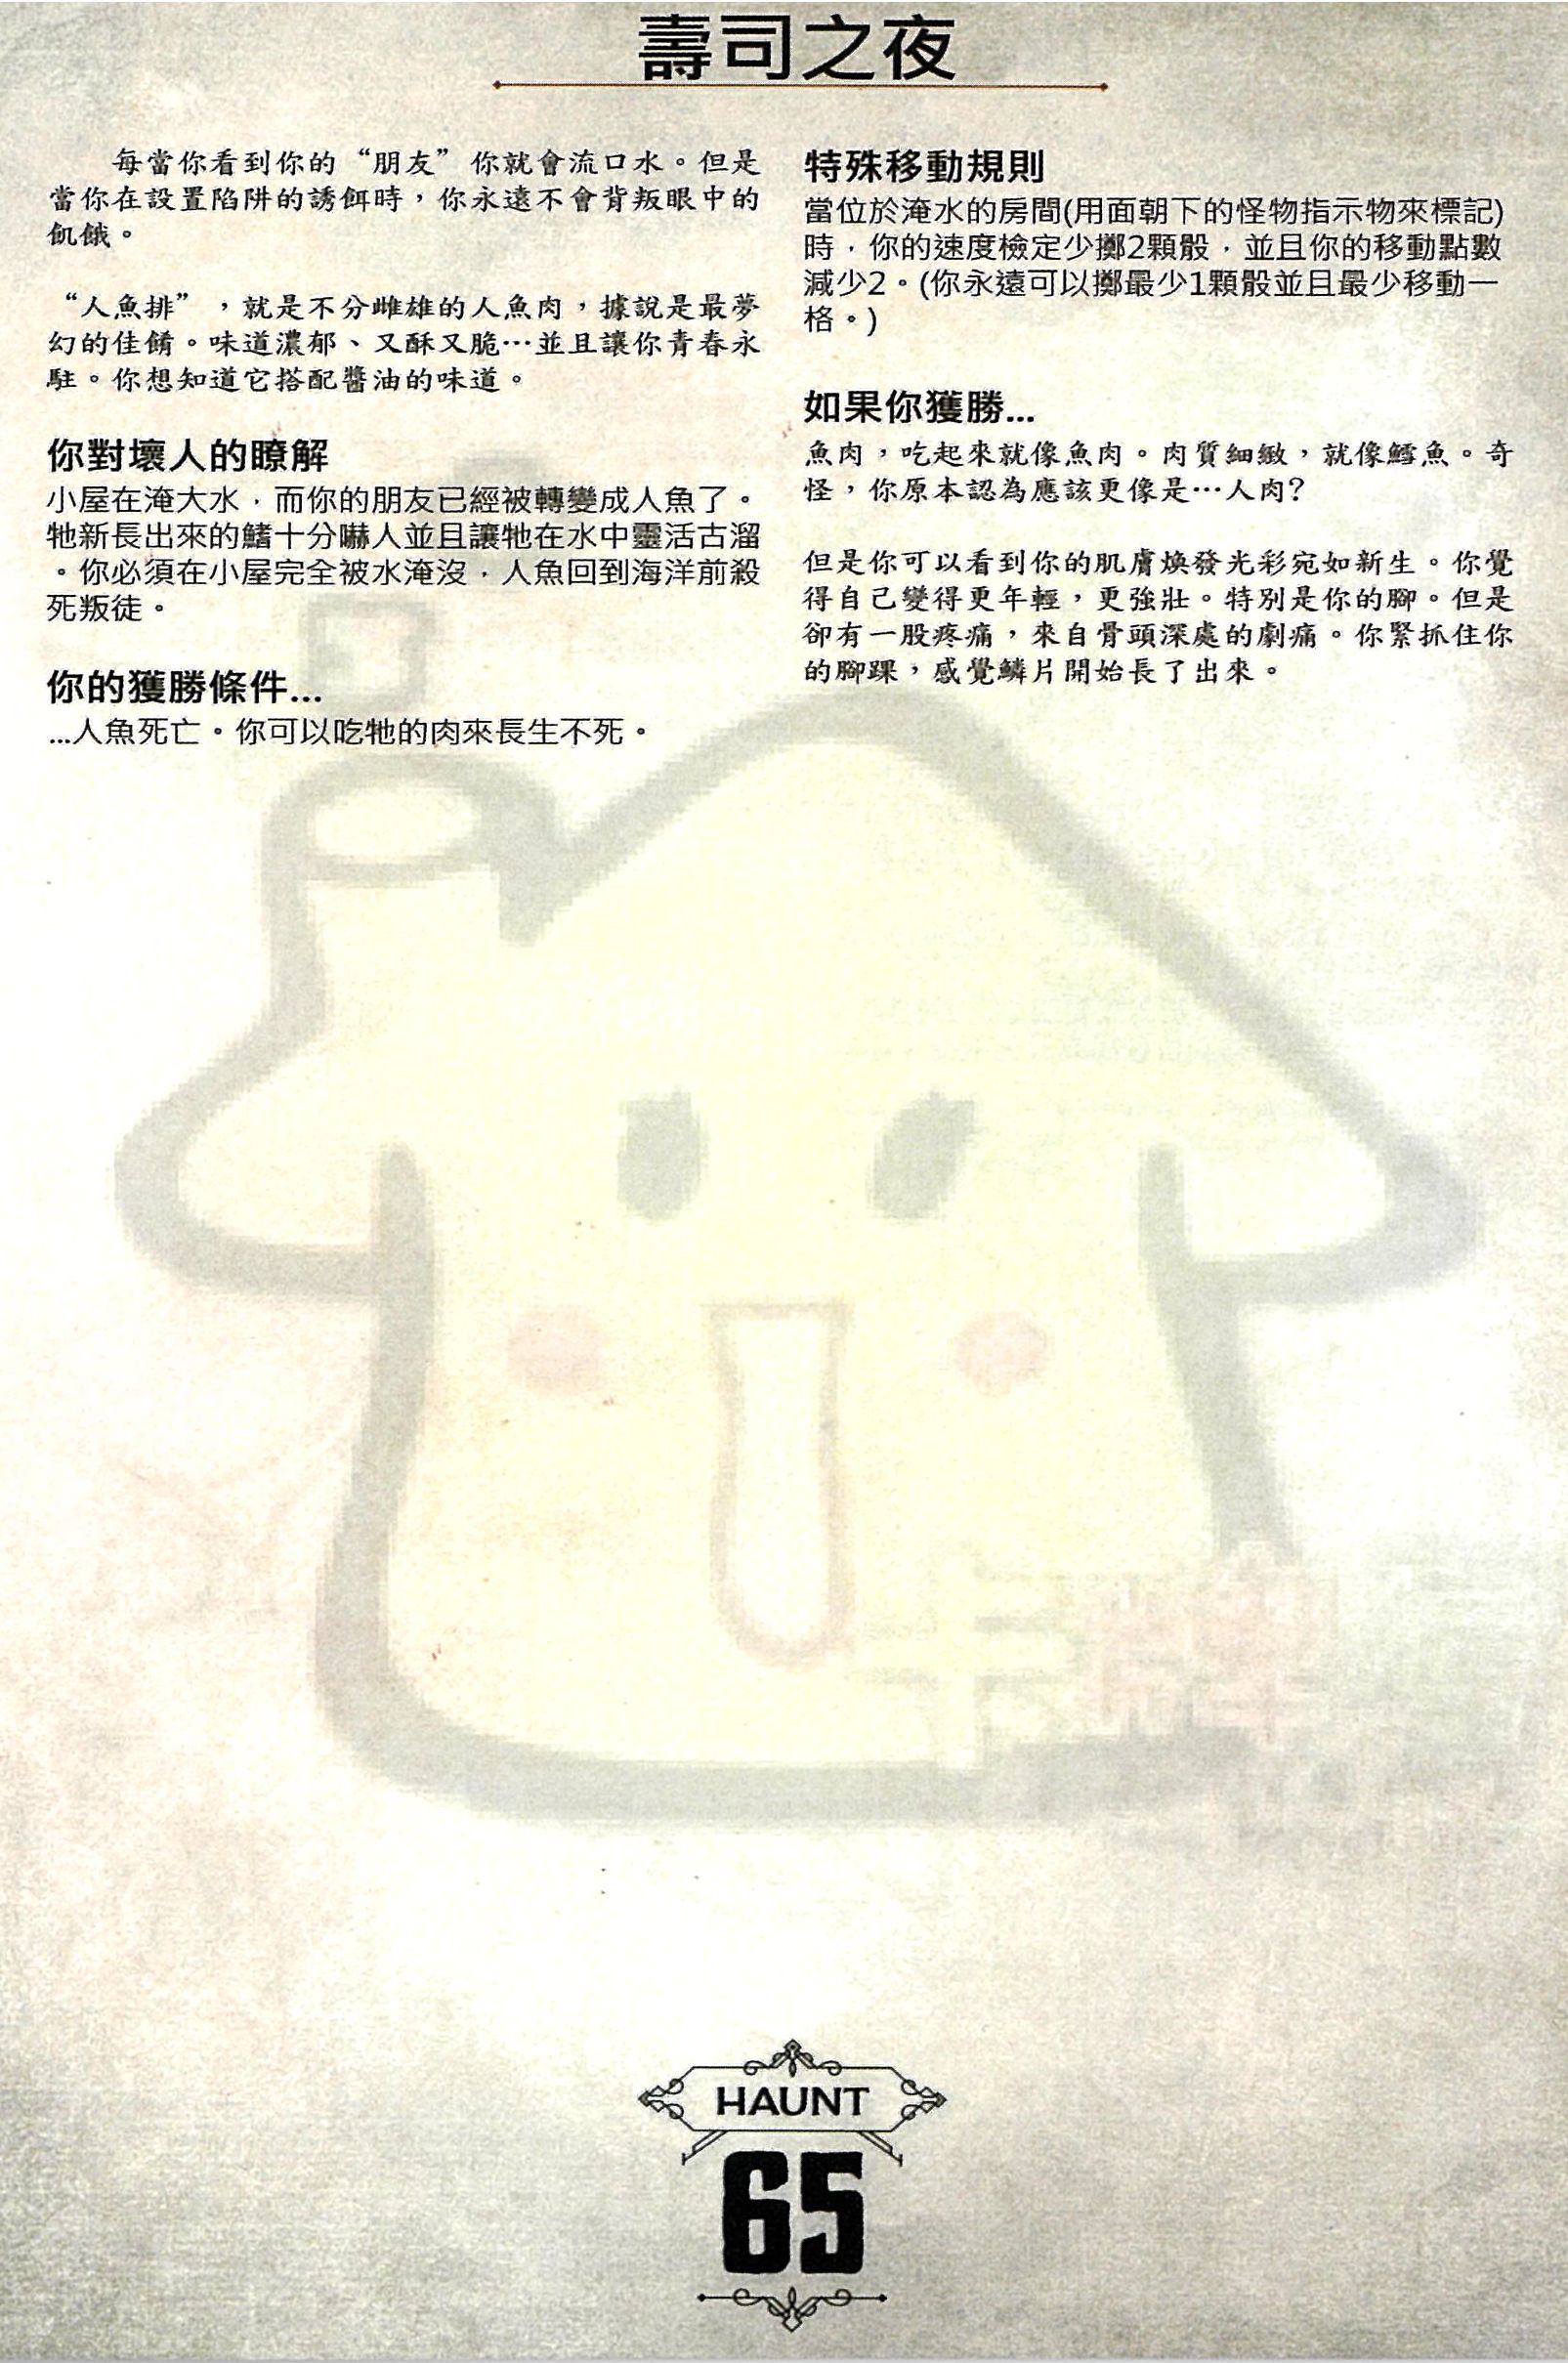 壽司之夜
每當你看到你的“朋友”你就會流口水。但是
當你在設置陷阱的誘餌時，你永遠不會背叛眼中的
飢餓。
“人魚排”，就是不分雌雄的人魚肉，據說是最夢
幻的佳餚。味道濃郁、又酥又脆…並且讓你青春永
駐。你想知道它搭配醬油的味道。
你對壞人的瞭解
小屋在淹大水，而你的朋友已經被轉變成人魚了。
牠新長出來的鰭十分嚇人並且讓牠在水中靈活古溜
。你必須在小屋完全被水淹沒，人魚回到海洋前殺
死叛徒。
你的獲勝條件...
...人魚死亡。你可以吃牠的肉來長生不死。
特殊移動規則
當位於淹水的房間(用面朝下的怪物指示物來標記)
時，你的速度檢定少擲2顆骰，並且你的移動點數
減少2。(你永遠可以擲最少1顆骰並且最少移動一
格。)
如果你獲勝...
魚肉，吃起來就像魚肉。肉質細緻，就像鱈魚。奇
怪，你原本認為應該更像是…人肉?
但是你可以看到你的肌膚煥發光彩宛如新生。你覺
得自己變得更年輕，更強壯。特別是你的腳。但是
卻有一股疼痛，來自骨頭深處的劇痛。你緊抓住你
的腳踝，感覺鱗片開始長了出來。
HAUNT
65